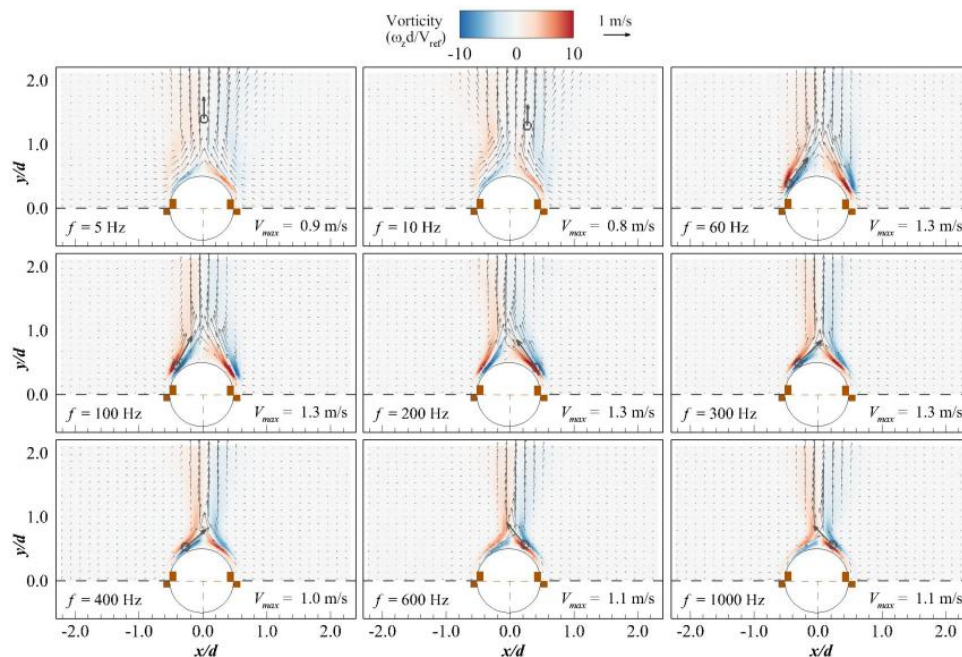 Vorticity
(ω_z d/V_ref)
-10 0 10
1 m/s
y/d
2.0
1.0
0.0
f = 5 Hz V_max = 0.9 m/s
f = 10 Hz V_max = 0.8 m/s
f = 60 Hz V_max = 1.3 m/s
y/d
2.0
1.0
0.0
f = 100 Hz V_max = 1.3 m/s
f = 200 Hz V_max = 1.3 m/s
f = 300 Hz V_max = 1.3 m/s
y/d
2.0
1.0
0.0
f = 400 Hz V_max = 1.0 m/s
f = 600 Hz V_max = 1.1 m/s
f = 1000 Hz V_max = 1.1 m/s
-2.0 -1.0 0.0 1.0 2.0
-2.0 -1.0 0.0 1.0 2.0
-2.0 -1.0 0.0 1.0 2.0
x/d x/d x/d